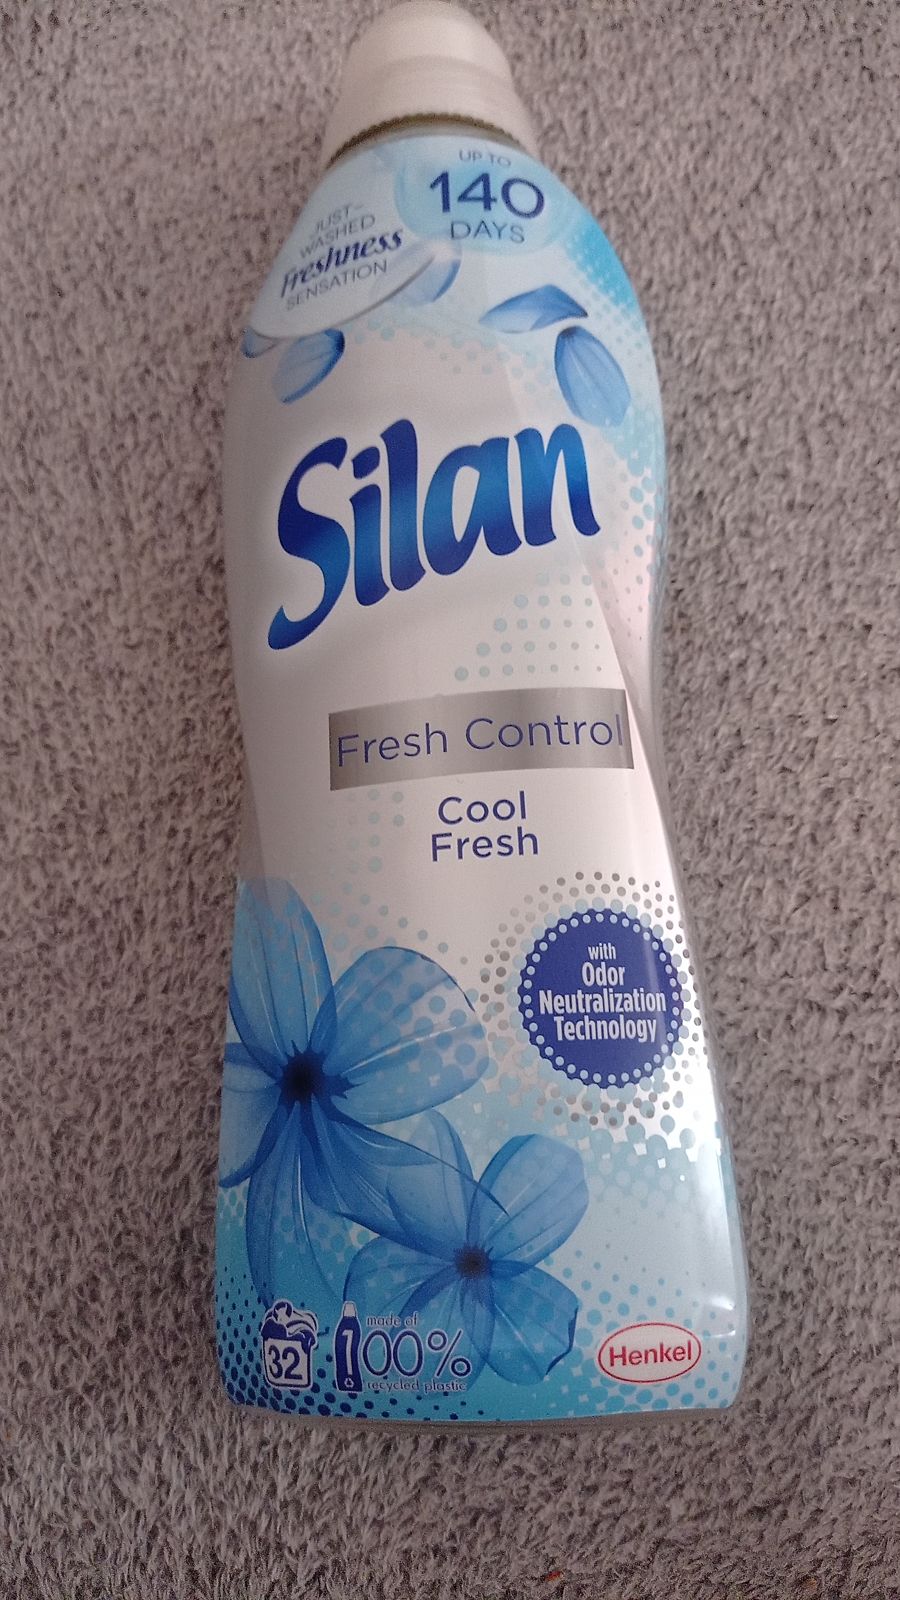 UP TO
140
DAYS
JUST-
WASHED
freshness
SENSATION
Silan
Fresh Control
Cool
Fresh
with
Odor
Neutralization
Technology
32
made of
100%
recycled plastic
Henkel